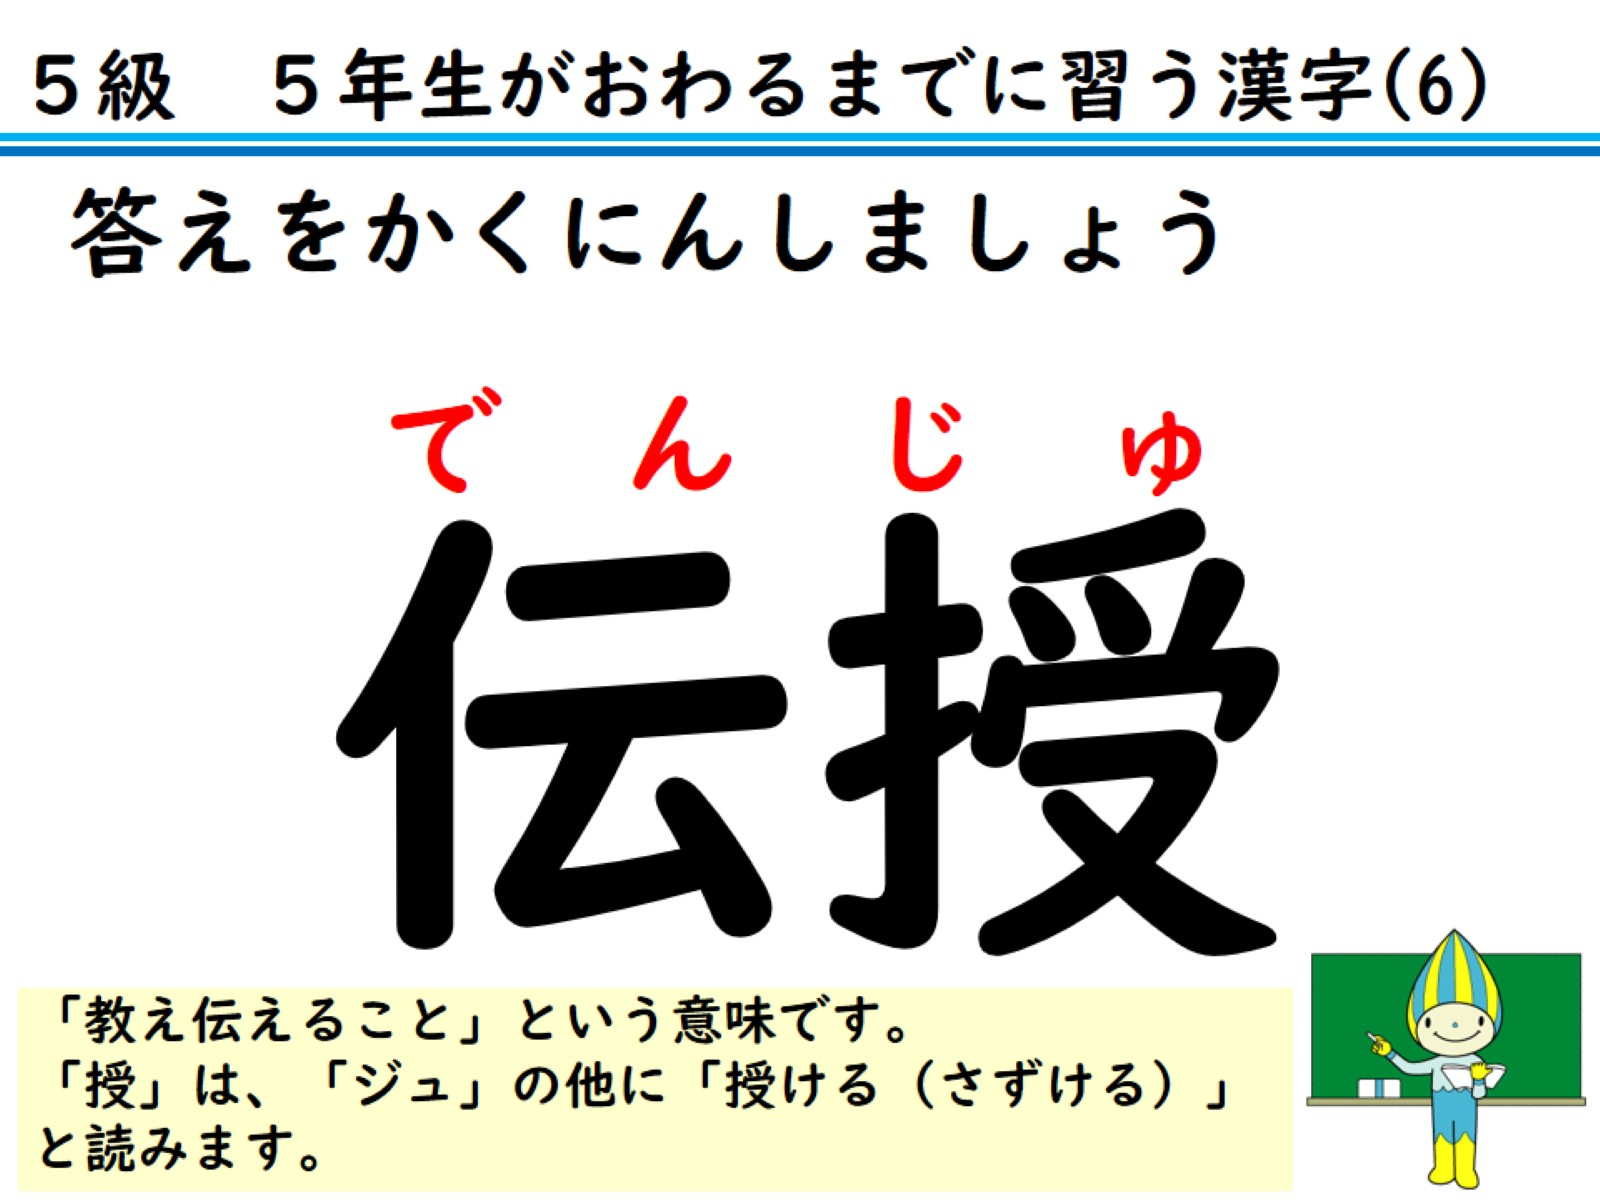 ５級　５年生がおわるまでに習う漢字(6)
答えをかくにんしましょう
でんじゅ
伝授
「教え伝えること」という意味です。
「授」は、「ジュ」の他に「授ける（さずける）」
と読みます。